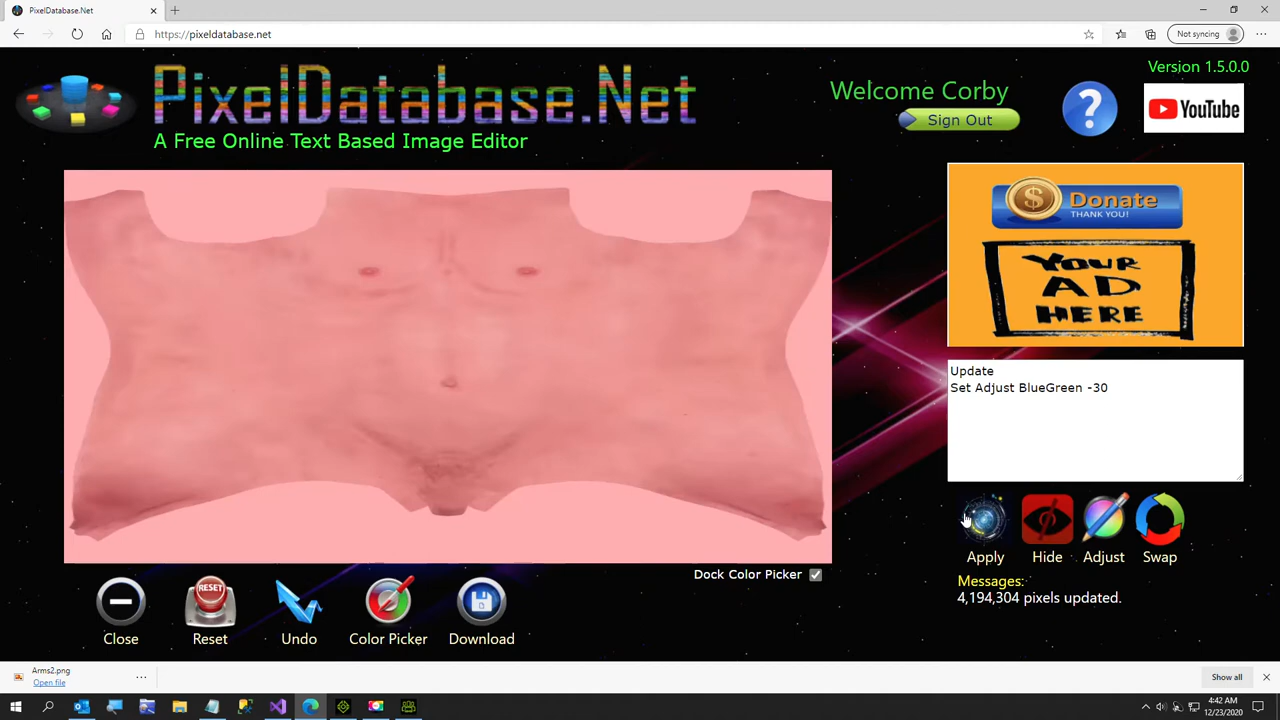 PixelDatabase.Net
https://pixeldatabase.net
Not syncing
PixelDatabase.Net
A Free Online Text Based Image Editor
Welcome Corby
Sign Out
?
Version 1.5.0.0
YouTube
$
Donate
THANK YOU!
YOUR
AD
HERE
Update
Set Adjust BlueGreen -30
Apply
Hide
Adjust
Swap
Messages:
4,194,304 pixels updated.
Dock Color Picker
RESET
Close
Reset
Undo
Color Picker
Download
Arms2.png
Open file
Show all
4:42 AM
12/23/2020